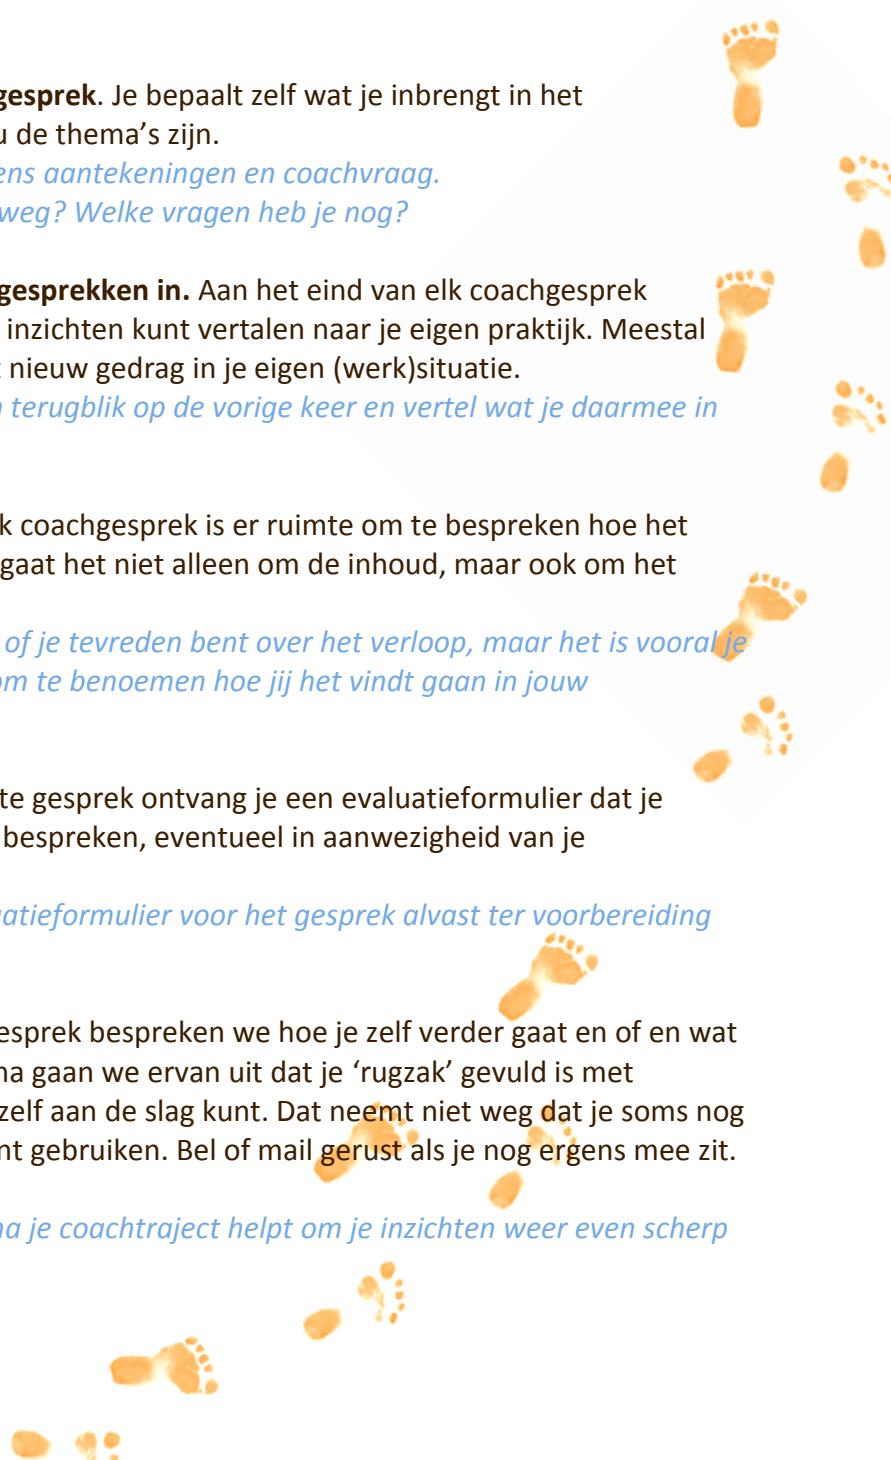 gesprek. Je bepaalt zelf wat je inbrengt in het
u de thema's zijn.
ens aantekeningen en coachvraag.
weg? Welke vragen heb je nog?
gesprekken in. Aan het eind van elk coachgesprek
inzichten kunt vertalen naar je eigen praktijk. Meestal
t nieuw gedrag in je eigen (werk)situatie.
n terugblik op de vorige keer en vertel wat je daarmee in
k coachgesprek is er ruimte om te bespreken hoe het
gaat het niet alleen om de inhoud, maar ook om het
of je tevreden bent over het verloop, maar het is vooral je
om te benoemen hoe jij het vindt gaan in jouw
te gesprek ontvang je een evaluatieformulier dat je
bespreken, eventueel in aanwezigheid van je
uatieformulier voor het gesprek alvast ter voorbereiding
esprek bespreken we hoe je zelf verder gaat en of en wat
na gaan we ervan uit dat je ‘rugzak’ gevuld is met
zelf aan de slag kunt. Dat neemt niet weg dat je soms nog
nt gebruiken. Bel of mail gerust als je nog ergens mee zit.
na je coachtraject helpt om je inzichten weer even scherp